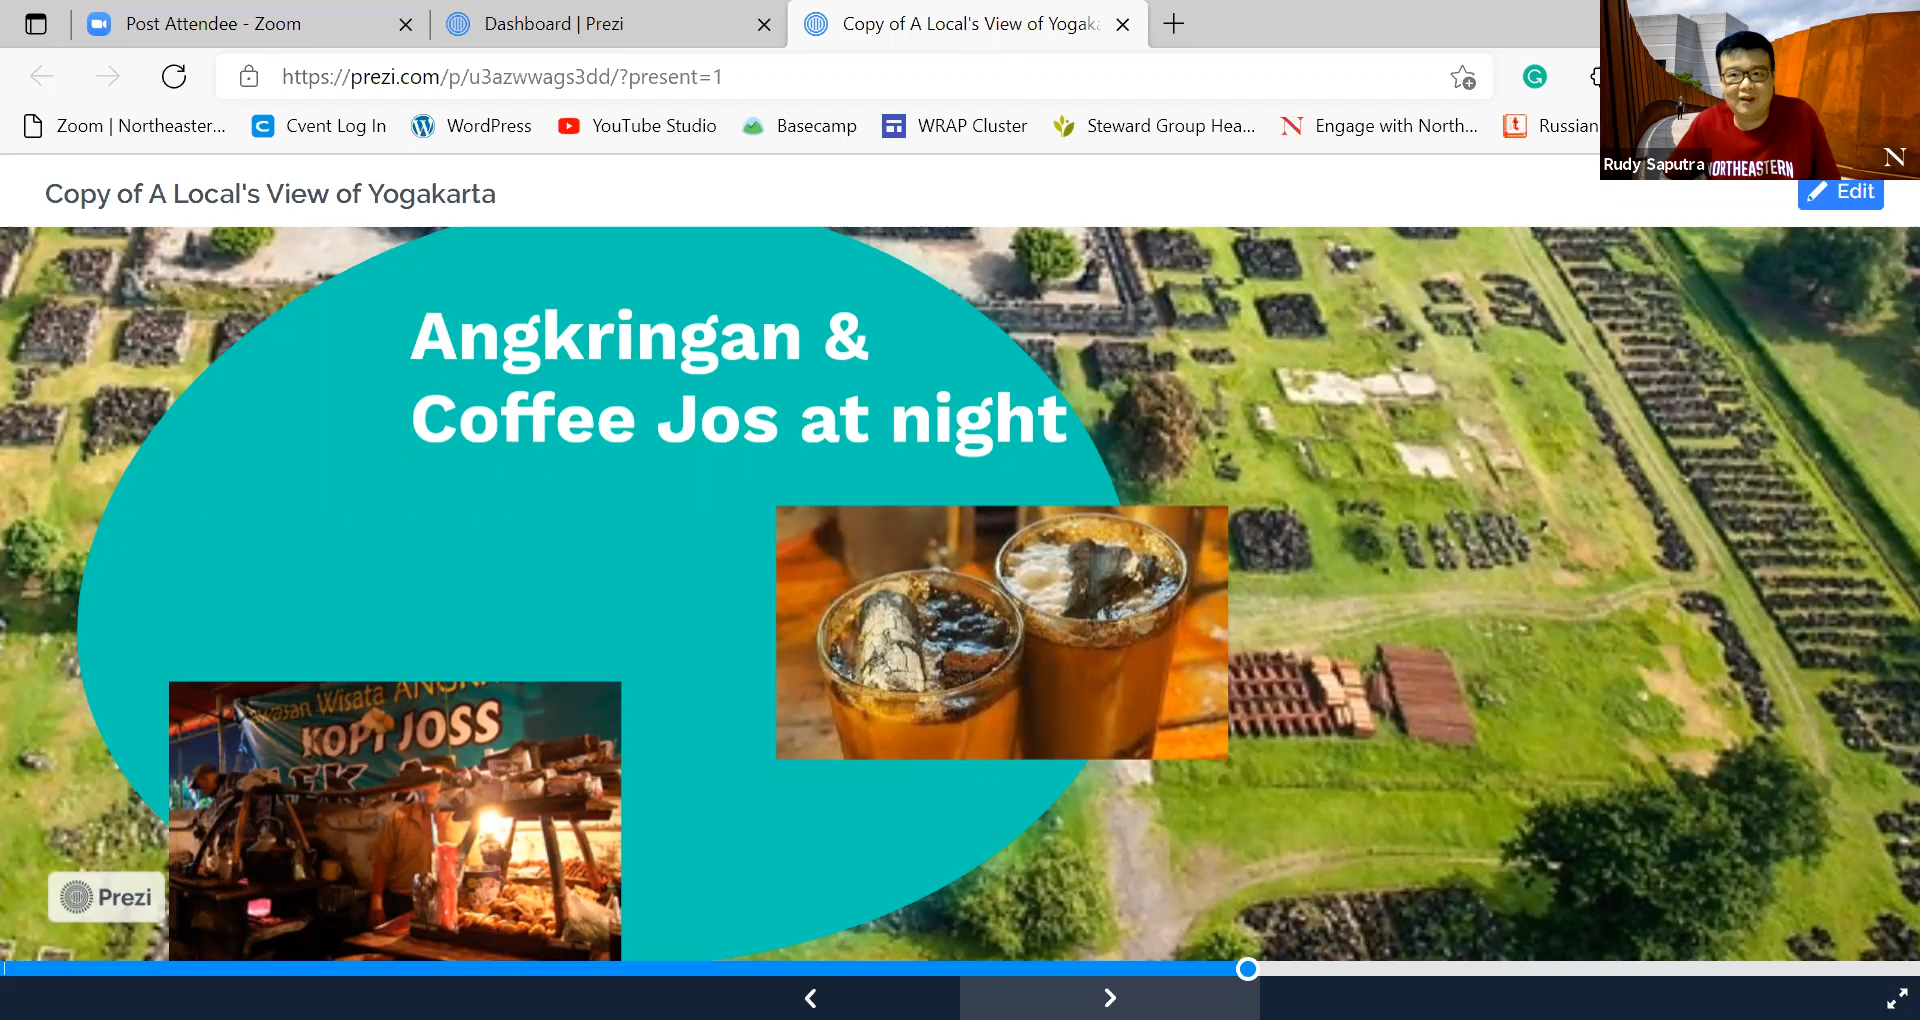 Post Attendee - Zoom
Dashboard | Prezi
Copy of A Local's View of Yogaka
https://prezi.com/p/u3azwwags3dd/?present=1
Zoom | Northeaster...
Cvent Log In
WordPress
YouTube Studio
Basecamp
WRAP Cluster
Steward Group Hea...
Engage with North...
Russian
Rudy Saputra
NORTHEASTERN
N
Copy of A Local's View of Yogakarta
Edit
Angkringan &
Coffee Jos at night
Wisata
KOPI JOSS
Prezi